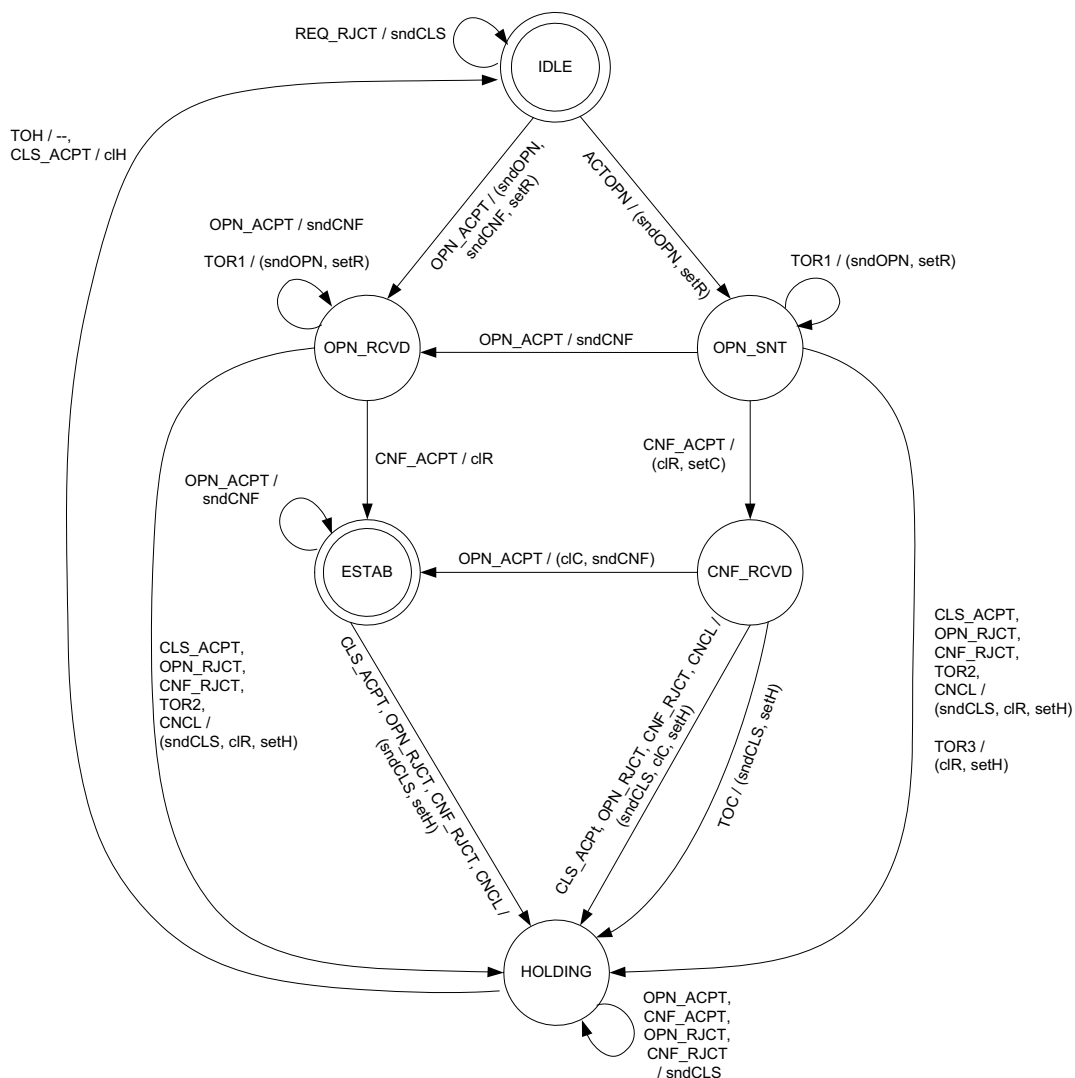 REQ_RJCT / sndCLS
IDLE
TOH / --,
CLS_ACPT / clH
OPN_ACPT / (sndOPN,
sndCNF, setR)
ACTOPN / (sndOPN, setR)
OPN_ACPT / sndCNF
TOR1 / (sndOPN, setR)
TOR1 / (sndOPN, setR)
OPN_RCVD
OPN_ACPT / sndCNF
OPN_SNT
CNF_ACPT / clR
CNF_ACPT /
(clR, setC)
OPN_ACPT /
sndCNF
ESTAB
OPN_ACPT / (clC, sndCNF)
CNF_RCVD
CLS_ACPT,
OPN_RJCT,
CNF_RJCT,
TOR2,
CNCL /
(sndCLS, clR, setH)
CLS_ACPT, OPN_RJCT, CNF_RJCT, CNCL /
(sndCLS, setH)
CLS_ACPt, OPN_RJCT, CNF_RJCT, CNCL /
(sndCLS, clC, setH)
TOC / (sndCLS, setH)
CLS_ACPT,
OPN_RJCT,
CNF_RJCT,
TOR2,
CNCL /
(sndCLS, clR, setH)
TOR3 /
(clR, setH)
HOLDING
OPN_ACPT,
CNF_ACPT,
OPN_RJCT,
CNF_RJCT
/ sndCLS